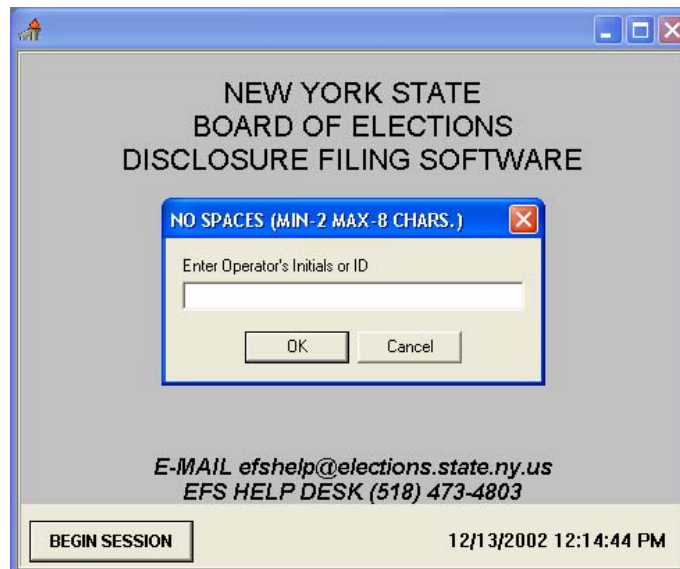 NEW YORK STATE
BOARD OF ELECTIONS
DISCLOSURE FILING SOFTWARE
NO SPACES (MIN-2 MAX-8 CHARS.)
Enter Operator's Initials or ID
OK Cancel
E-MAIL efshelp@elections.state.ny.us
EFS HELP DESK (518) 473-4803
BEGIN SESSION 12/13/2002 12:14:44 PM